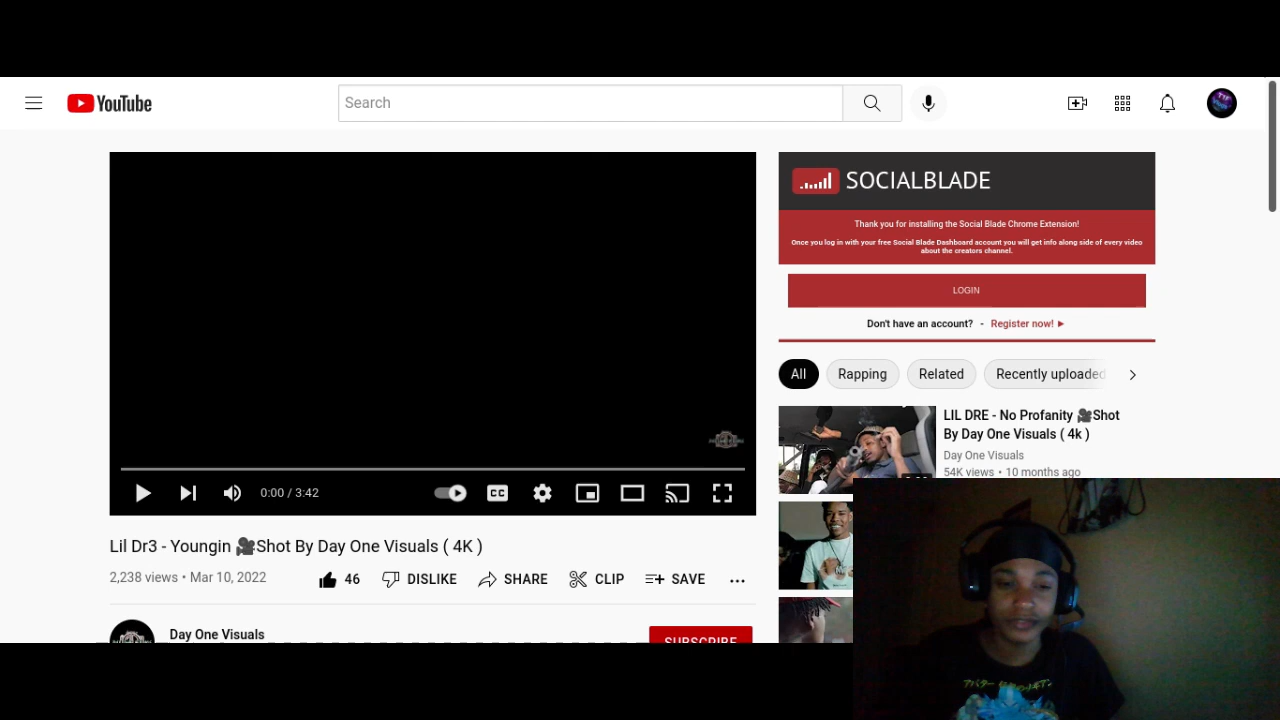 YouTube
Search
SOCIALBLADE
Thank you for installing the Social Blade Chrome Extension!
Once you log in with your free Social Blade Dashboard account you will get info along side of every video
about the creators channel.
LOGIN
Don't have an account? - Register now! ►
All
Rapping
Related
Recently uploaded
LIL DRE - No Profanity 🎥Shot
By Day One Visuals ( 4k )
Day One Visuals
54K views • 10 months ago
0:00 / 3:42
CC
Lil Dr3 - Youngin 🎥Shot By Day One Visuals ( 4K )
2,238 views • Mar 10, 2022
46
DISLIKE
SHARE
CLIP
SAVE
Day One Visuals
SUBSCRIBE